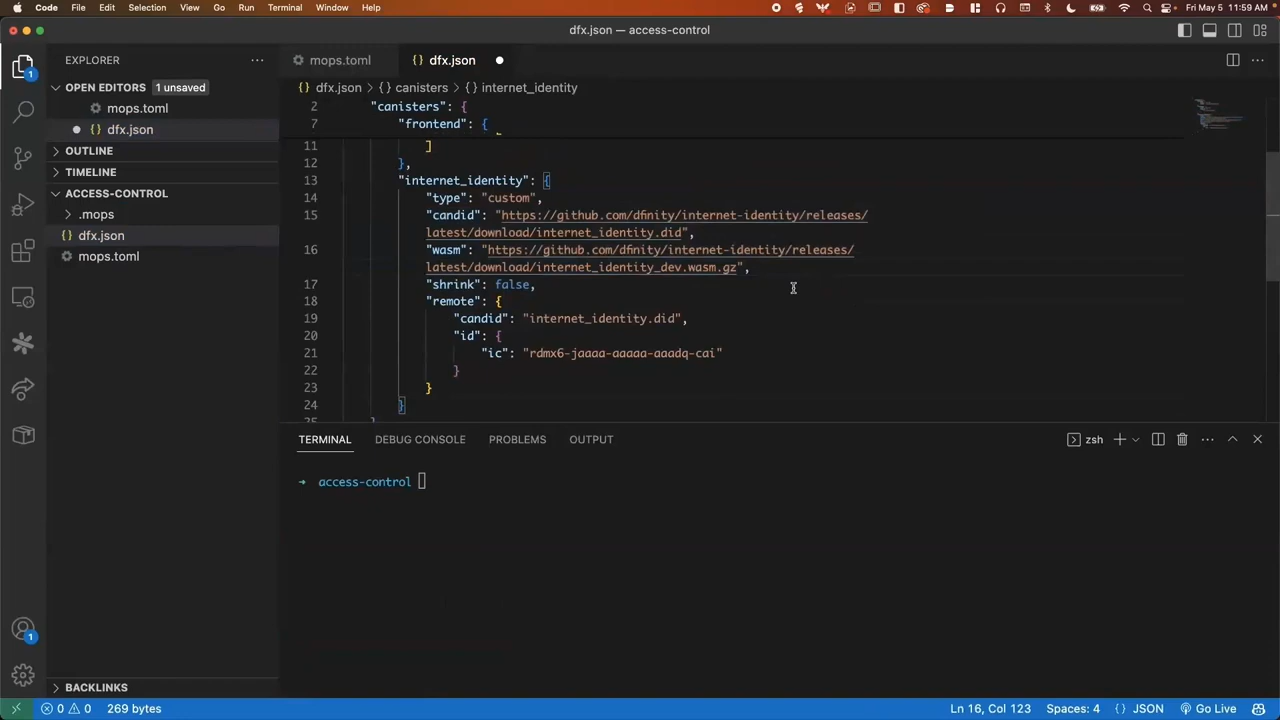 Code File Edit Selection View Go Run Terminal Window Help
Fri May 5 11:59 AM
dfx.json — access-control
EXPLORER
OPEN EDITORS 1 unsaved
mops.toml
dfx.json
OUTLINE
TIMELINE
ACCESS-CONTROL
.mops
dfx.json
mops.toml
BACKLINKS
1
1
mops.toml
{} dfx.json
{} dfx.json > {} canisters > {} internet_identity
2 "canisters": {
7 "frontend": {
11 ]
12 },
13 "internet_identity": {
14 "type": "custom",
15 "candid": "https://github.com/dfinity/internet-identity/releases/
latest/download/internet_identity.did",
16 "wasm": "https://github.com/dfinity/internet-identity/releases/
latest/download/internet_identity_dev.wasm.gz",
17 "shrink": false,
18 "remote": {
19 "candid": "internet_identity.did",
20 "id": {
21 "ic": "rdmx6-jaaaa-aaaaa-aaadq-cai"
22 }
23 }
24 }
25
TERMINAL DEBUG CONSOLE PROBLEMS OUTPUT
zsh
→ access-control
0 0 269 bytes
Ln 16, Col 123 Spaces: 4 {} JSON Go Live